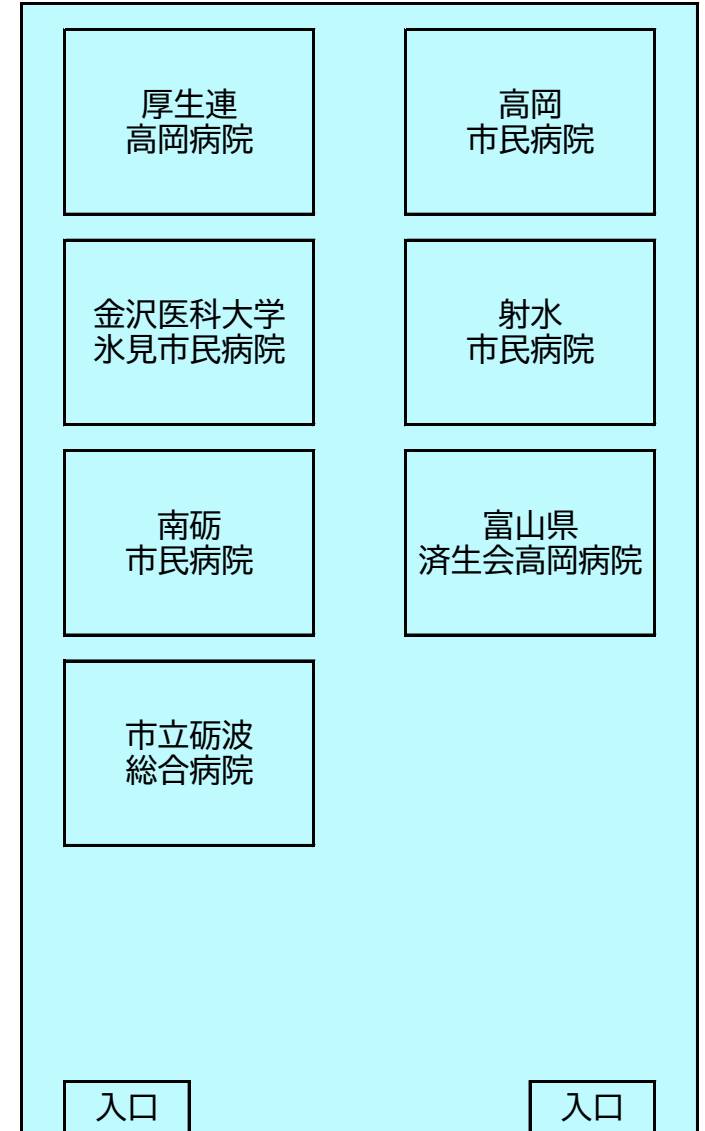 厚生連
高岡病院
高岡
市民病院
金沢医科大学
氷見市民病院
射水
市民病院
南砺
市民病院
富山県
済生会高岡病院
市立砺波
総合病院
入口
入口